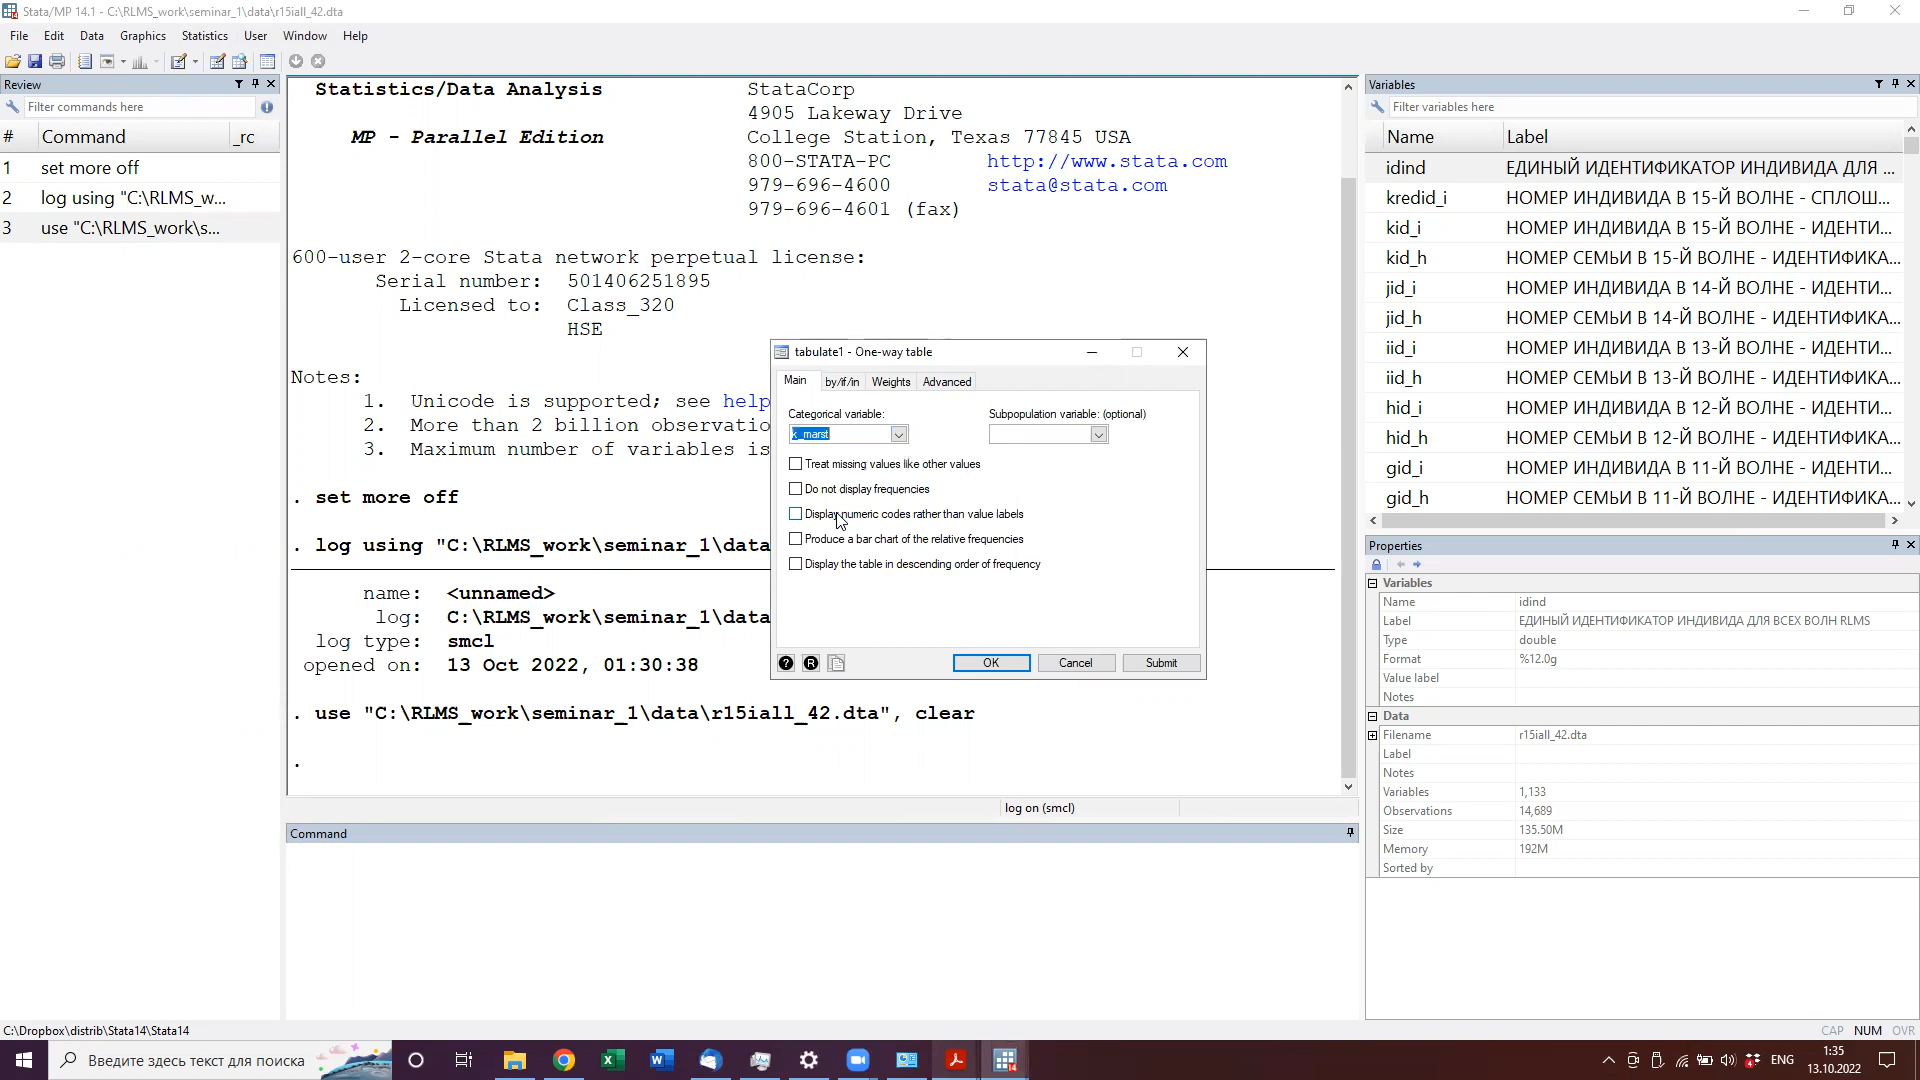 Stata/MP 14.1 - C:\RLMS_work\seminar_1\data\r15iall_42.dta
File Edit Data Graphics Statistics User Window Help
Review
Filter commands here
# Command _rc
1 set more off
2 log using "C:\RLMS_w...
3 use "C:\RLMS_work\s...
Statistics/Data Analysis StataCorp
4905 Lakeway Drive
MP - Parallel Edition College Station, Texas 77845 USA
800-STATA-PC http://www.stata.com
979-696-4600 stata@stata.com
979-696-4601 (fax)
600-user 2-core Stata network perpetual license:
Serial number: 501406251895
Licensed to: Class_320
HSE
Notes:
1. Unicode is supported; see help
2. More than 2 billion observatio
3. Maximum number of variables is
. set more off
. log using "C:\RLMS_work\seminar_1\data
name: <unnamed>
log: C:\RLMS_work\seminar_1\data
log type: smcl
opened on: 13 Oct 2022, 01:30:38
. use "C:\RLMS_work\seminar_1\data\r15iall_42.dta", clear
.
log on (smcl)
Command
tabulate1 - One-way table
Main by/if/in Weights Advanced
Categorical variable: Subpopulation variable: (optional)
k_marst
Treat missing values like other values
Do not display frequencies
Display numeric codes rather than value labels
Produce a bar chart of the relative frequencies
Display the table in descending order of frequency
OK Cancel Submit
Variables
Filter variables here
Name Label
idind ЕДИНЫЙ ИДЕНТИФИКАТОР ИНДИВИДА ДЛЯ ...
kredid_i НОМЕР ИНДИВИДА В 15-Й ВОЛНЕ - СПЛОШ...
kid_i НОМЕР ИНДИВИДА В 15-Й ВОЛНЕ - ИДЕНТИ...
kid_h НОМЕР СЕМЬИ В 15-Й ВОЛНЕ - ИДЕНТИФИКА...
jid_i НОМЕР ИНДИВИДА В 14-Й ВОЛНЕ - ИДЕНТИ...
jid_h НОМЕР СЕМЬИ В 14-Й ВОЛНЕ - ИДЕНТИФИКА...
iid_i НОМЕР ИНДИВИДА В 13-Й ВОЛНЕ - ИДЕНТИ...
iid_h НОМЕР СЕМЬИ В 13-Й ВОЛНЕ - ИДЕНТИФИКА...
hid_i НОМЕР ИНДИВИДА В 12-Й ВОЛНЕ - ИДЕНТИ...
hid_h НОМЕР СЕМЬИ В 12-Й ВОЛНЕ - ИДЕНТИФИКА...
gid_i НОМЕР ИНДИВИДА В 11-Й ВОЛНЕ - ИДЕНТИ...
gid_h НОМЕР СЕМЬИ В 11-Й ВОЛНЕ - ИДЕНТИФИКА...
Properties
Variables
Name idind
Label ЕДИНЫЙ ИДЕНТИФИКАТОР ИНДИВИДА ДЛЯ ВСЕХ ВОЛН RLMS
Type double
Format %12.0g
Value label
Notes
Data
Filename r15iall_42.dta
Label
Notes
Variables 1,133
Observations 14,689
Size 135.50M
Memory 192M
Sorted by
C:\Dropbox\distrib\Stata14\Stata14
CAP NUM OVR
Введите здесь текст для поиска
ENG
1:35
13.10.2022